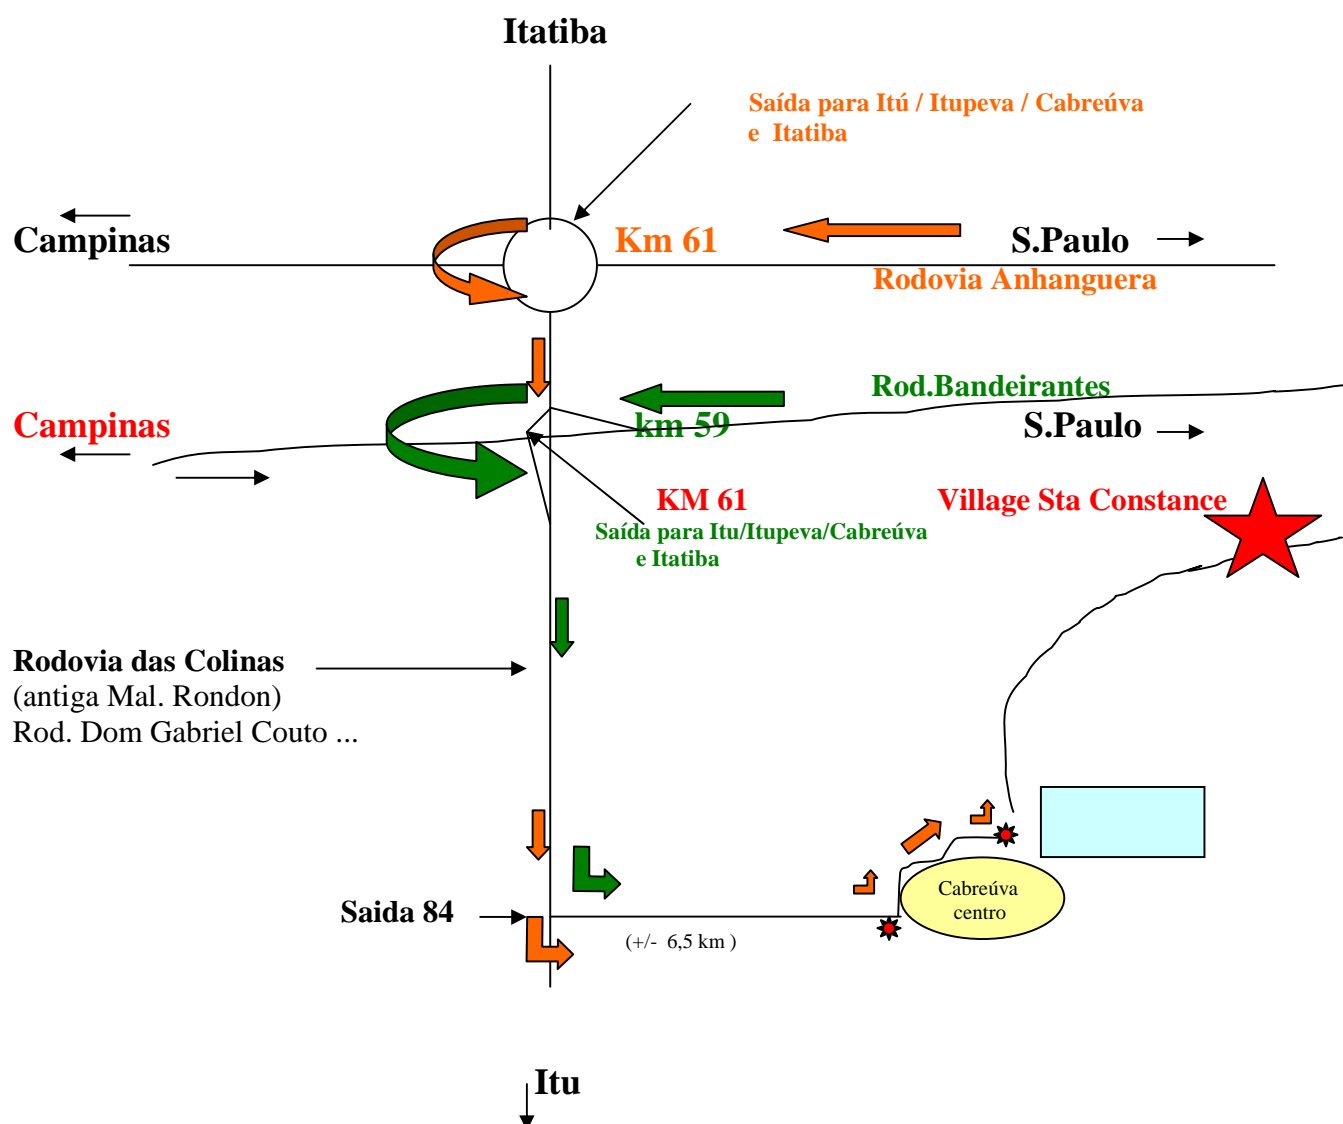 Itatiba
Saída para Itú / Itupeva / Cabreúva
e Itatiba
Campinas
Km 61
S.Paulo
Rodovia Anhanguera
Rod.Bandeirantes
Campinas
km 59
S.Paulo
KM 61
Village Sta Constance
Saída para Itu/Itupeva/Cabreúva
e Itatiba
Rodovia das Colinas
(antiga Mal. Rondon)
Rod. Dom Gabriel Couto ...
Cabreúva
centro
Saida 84
(+/- 6,5 km )
Itu